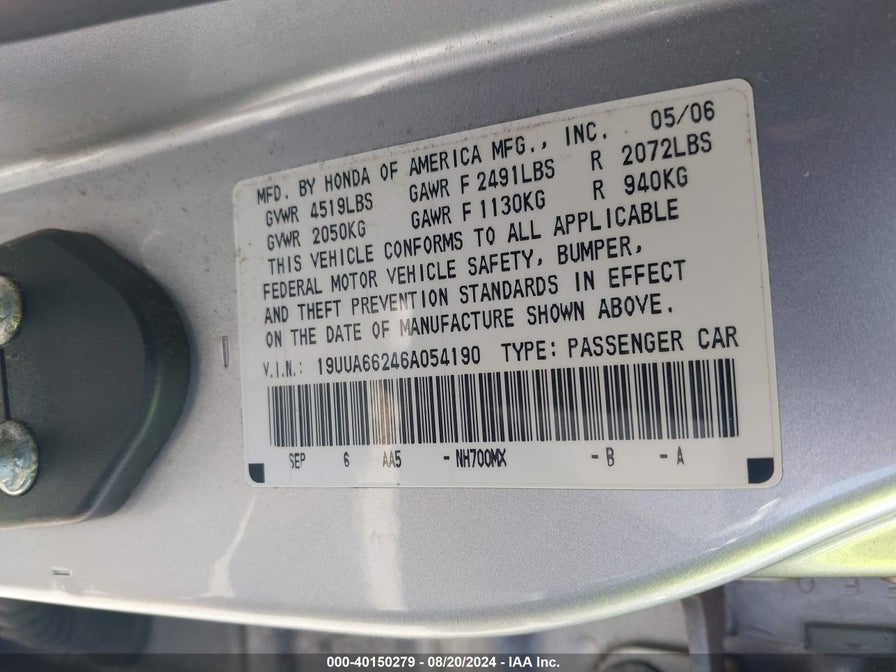 MFD. BY HONDA OF AMERICA MFG., INC. 05/06
GVWR 4519LBS GAWR F 2491LBS R 2072LBS
GVWR 2050KG GAWR F 1130KG R 940KG
THIS VEHICLE CONFORMS TO ALL APPLICABLE
FEDERAL MOTOR VEHICLE SAFETY, BUMPER,
AND THEFT PREVENTION STANDARDS IN EFFECT
ON THE DATE OF MANUFACTURE SHOWN ABOVE.
V.I.N.: 19UUA66246A054190 TYPE: PASSENGER CAR
SEP 6 AA5 -NH700MX -B -A
000-40150279 - 08/20/2024 - IAA Inc.